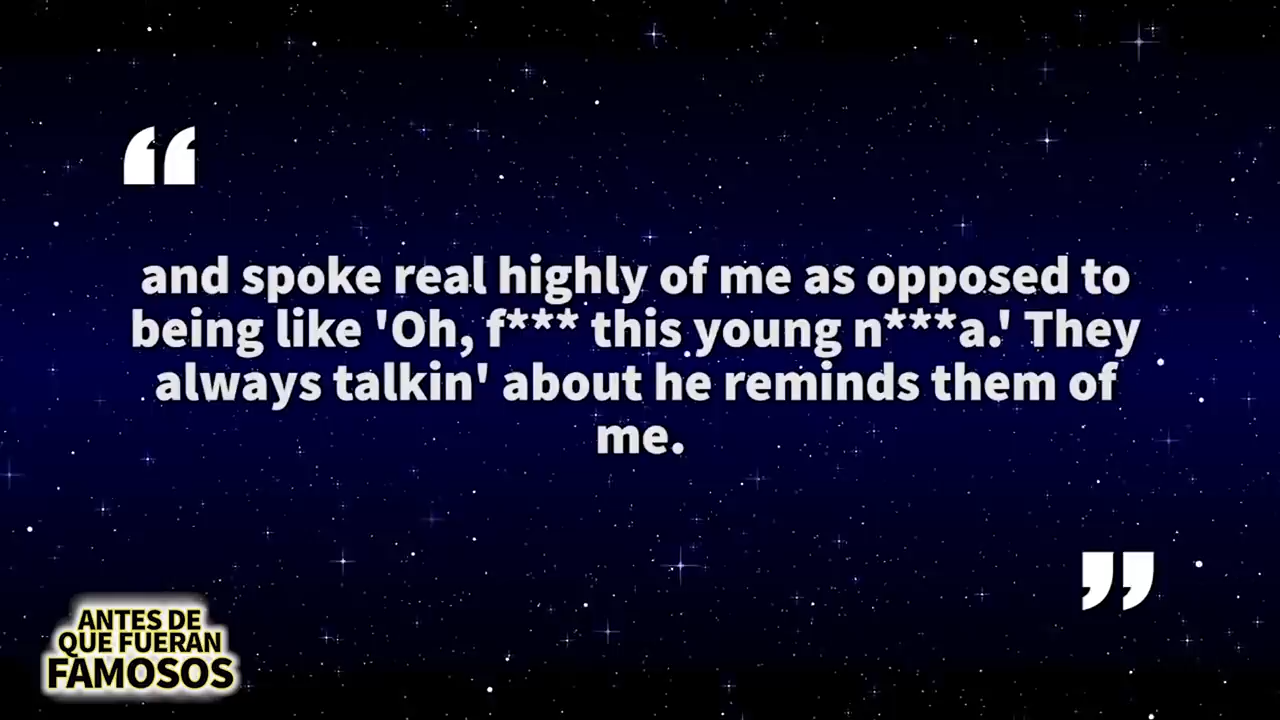 “
and spoke real highly of me as opposed to
being like 'Oh, f*** this young n***a.' They
always talkin' about he reminds them of
me.
”
ANTES DE
QUE FUERAN
FAMOSOS